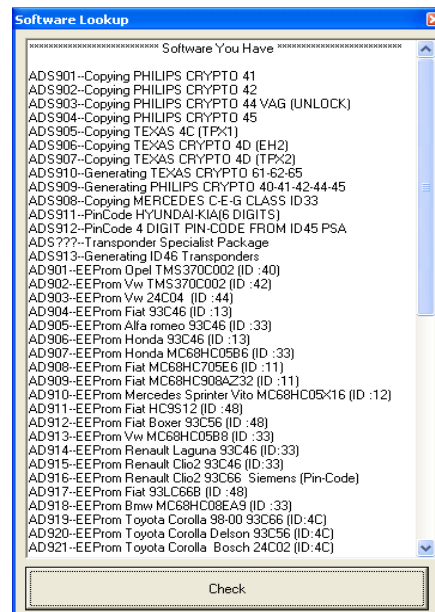 Software Lookup
************************** Software You Have *************************
ADS901--Copying PHILIPS CRYPTO 41
ADS902--Copying PHILIPS CRYPTO 42
ADS903--Copying PHILIPS CRYPTO 44 VAG (UNLOCK)
ADS904--Copying PHILIPS CRYPTO 45
ADS905--Copying TEXAS 4C (TPX1)
ADS906--Copying TEXAS CRYPTO 4D (EH2)
ADS907--Copying TEXAS CRYPTO 4D (TPX2)
ADS910--Generating TEXAS CRYPTO 61-62-65
ADS909--Generating PHILIPS CRYPTO 40-41-42-44-45
ADS908--Copying MERCEDES C-E-G CLASS ID33
ADS911--PinCode HYUNDAI-KIA(6 DIGITS)
ADS912--PinCode 4 DIGIT PIN-CODE FROM ID45 PSA
ADS???--Transponder Specialist Package
ADS913--Generating ID46 Transponders
AD901--EEProm Opel TMS370C002 (ID :40)
AD902--EEProm Vw TMS370C002 (ID :42)
AD903--EEProm Vw 24C04  (ID :44)
AD904--EEProm Fiat 93C46 (ID :13)
AD905--EEProm Alfa romeo 93C46 (ID :33)
AD906--EEProm Honda 93C46 (ID :13)
AD907--EEProm Honda MC68HC05B6 (ID :33)
AD908--EEProm Fiat MC68HC705E6 (ID :11)
AD909--EEProm Fiat MC68HC908AZ32 (ID :11)
AD910--EEProm Mercedes Sprinter Vito MC68HC05X16 (ID :12)
AD911--EEProm Fiat HC9S12 (ID :48)
AD912--EEProm Fiat Boxer 93C56 (ID :48)
AD913--EEProm Vw MC68HC05B8 (ID :33)
AD914--EEProm Renault Laguna 93C46 (ID:33)
AD915--EEProm Renault Clio2 93C46 (ID:33)
AD916--EEProm Renault Clio2 93C66  Siemens (Pin-Code)
AD917--EEProm Fiat 93LC66B (ID :48)
AD918--EEProm Bmw MC68HC08EA9 (ID :33)
AD919--EEProm Toyota Corolla 98-00 93C66 (ID:4C)
AD920--EEProm Toyota Corolla Delson 93C56 (ID:4C)
AD921--EEProm Toyota Corolla  Bosch 24C02 (ID:4C)
Check